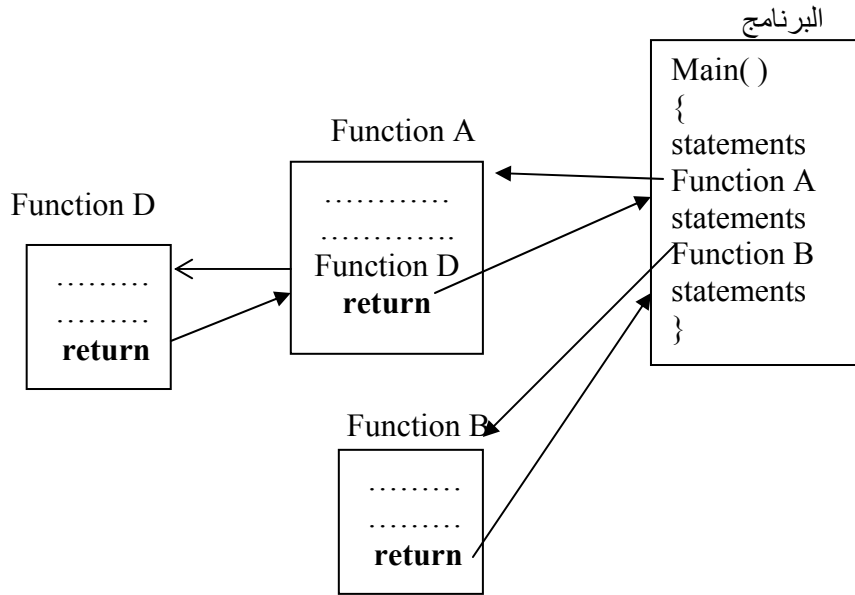 البرنامج
Main( )
{
statements
Function A
statements
Function B
statements
}
Function A
…………
………….
Function D
return
Function D
………
………
return
Function B
………
………
return